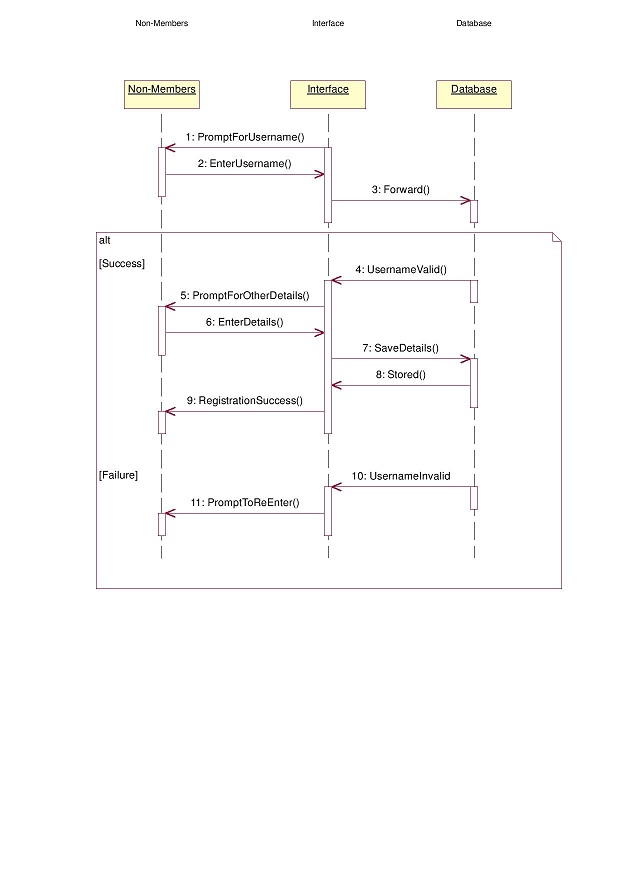 Non-Members Interface Database
Non-Members Interface Database
1: PromptForUsername()
2: EnterUsername()
3: Forward()
alt
[Success]
4: UsernameValid()
5: PromptForOtherDetails()
6: EnterDetails()
7: SaveDetails()
8: Stored()
9: RegistrationSuccess()
[Failure]
10: UsernameInvalid
11: PromptToReEnter()